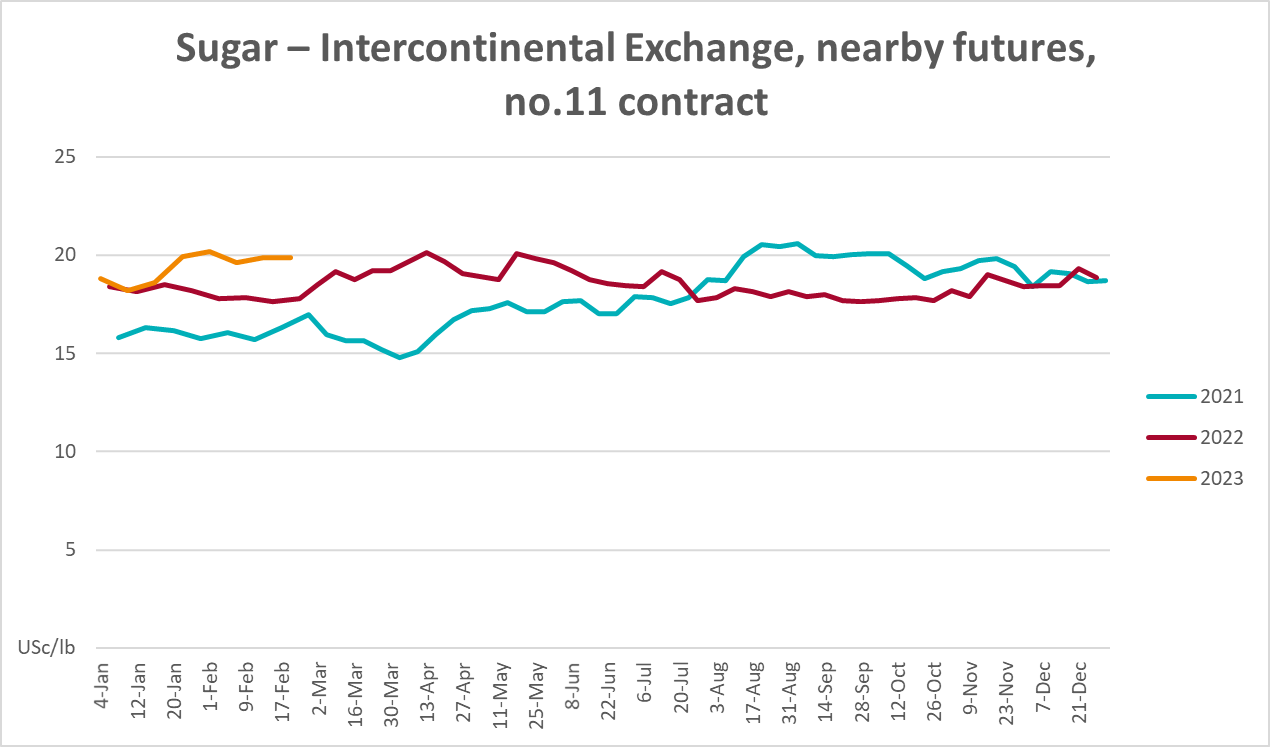 Sugar – Intercontinental Exchange, nearby futures,
no.11 contract
25
20
15
10
5
USc/lb
4-Jan
12-Jan
20-Jan
1-Feb
9-Feb
17-Feb
2-Mar
16-Mar
30-Mar
13-Apr
27-Apr
11-May
25-May
8-Jun
22-Jun
6-Jul
20-Jul
3-Aug
17-Aug
31-Aug
14-Sep
28-Sep
12-Oct
26-Oct
9-Nov
23-Nov
7-Dec
21-Dec
2021
2022
2023